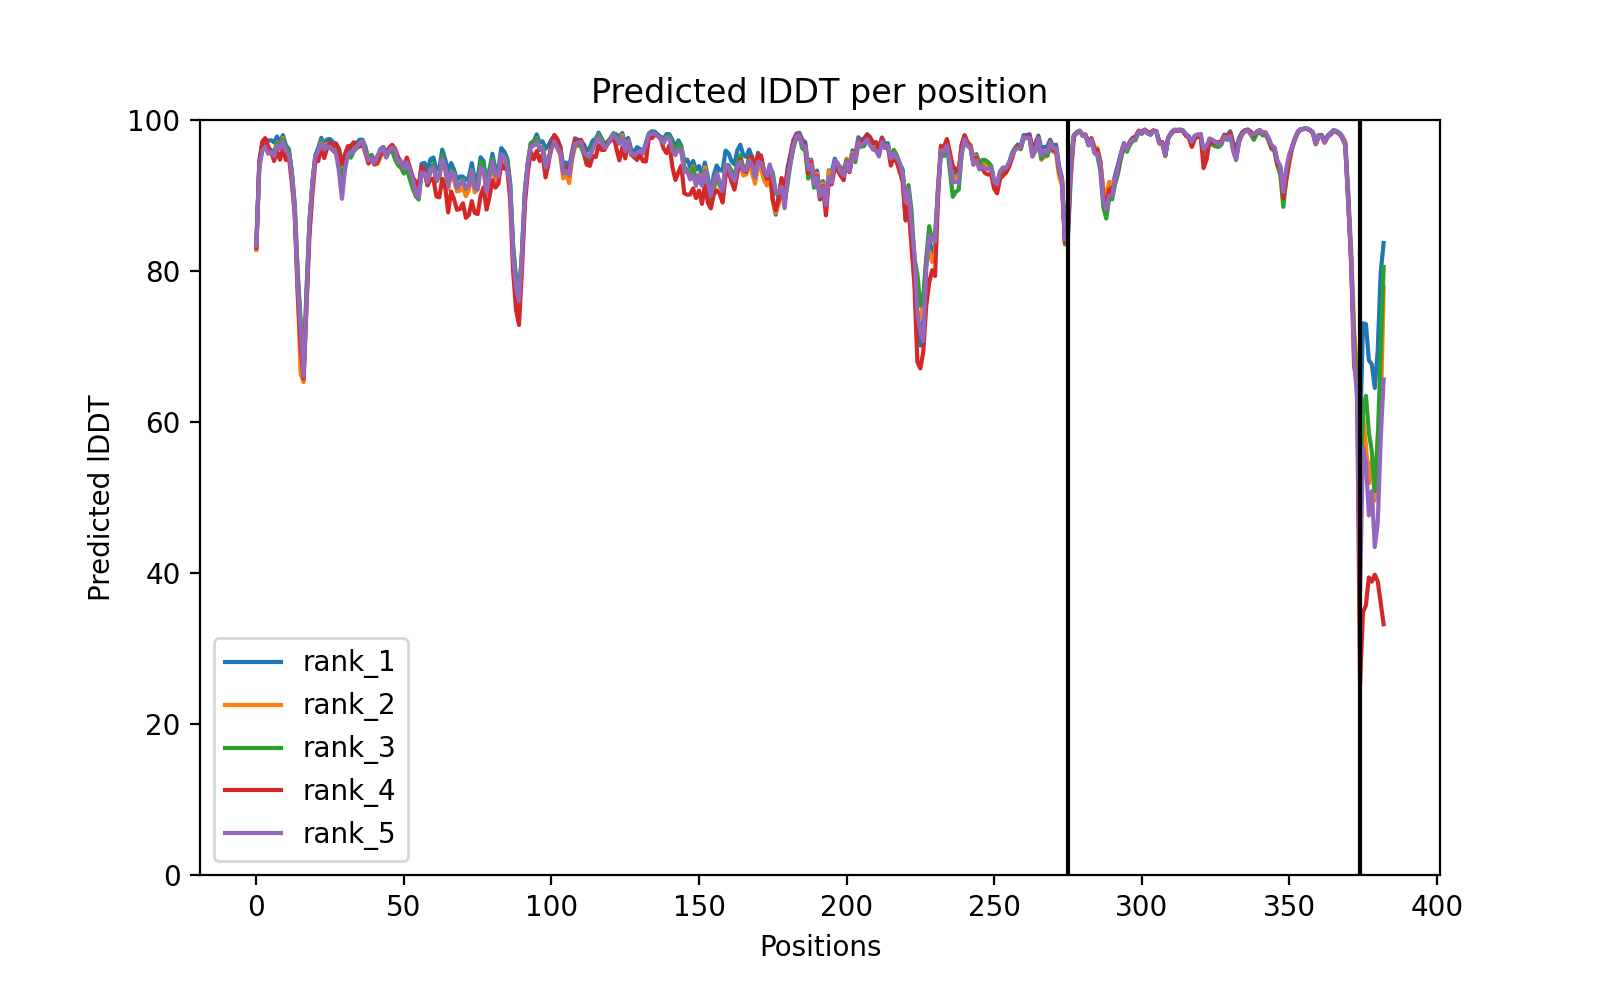 Predicted lDDT per position
100
80
60
40
20
0
Predicted lDDT
rank_1
rank_2
rank_3
rank_4
rank_5
0 50 100 150 200 250 300 350 400
Positions